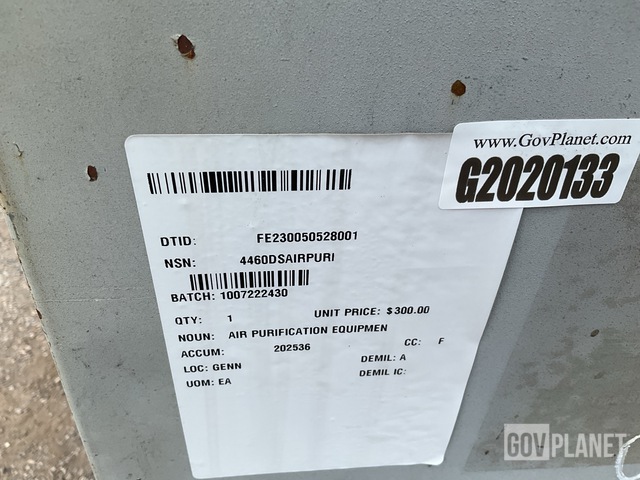 www.GovPlanet.com
G2020133
DTID: FE230050528001
NSN: 4460DSAIRPURI
BATCH: 1007222430
QTY: 1 UNIT PRICE: $300.00
NOUN: AIR PURIFICATION EQUIPMEN
ACCUM: 202536 CC: F
LOC: GENN DEMIL: A
UOM: EA DEMIL IC:
GOVPLANET